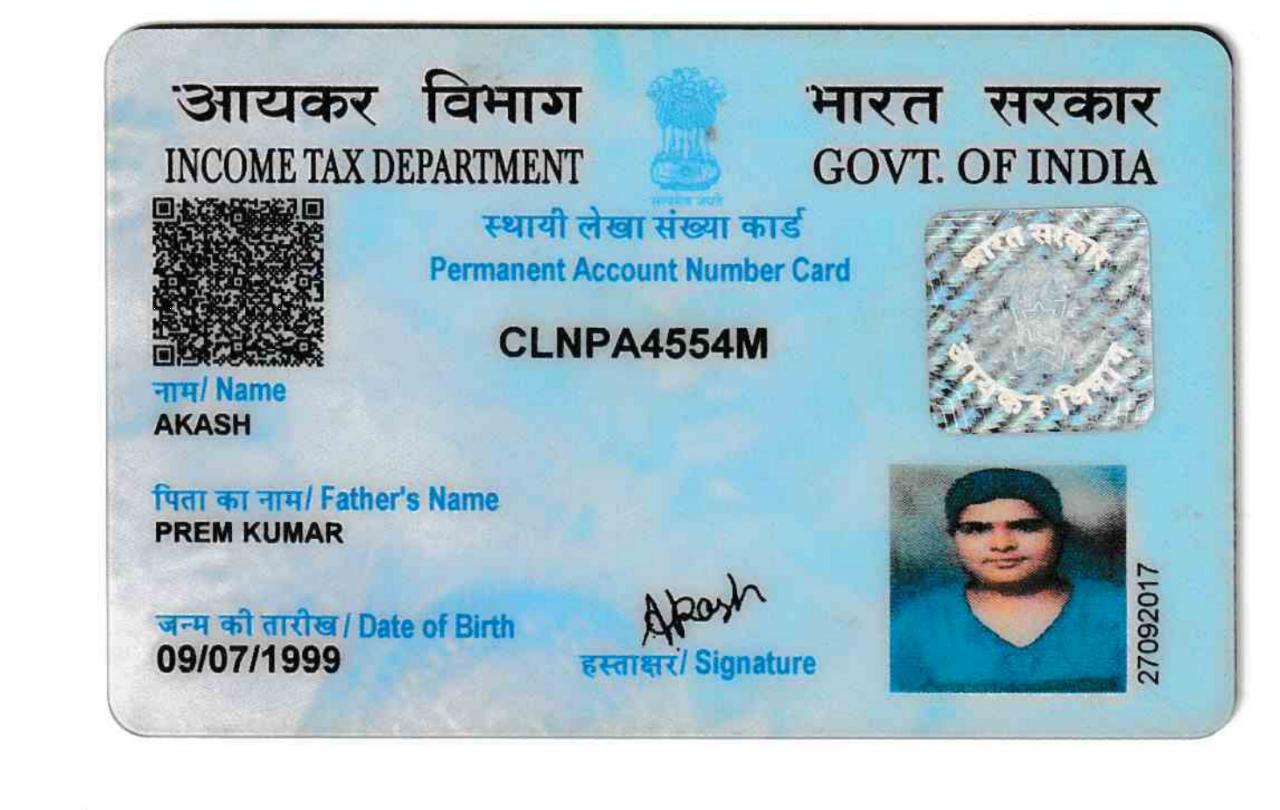 आयकर विभाग
INCOME TAX DEPARTMENT
भारत सरकार
GOVT. OF INDIA
सत्यमेव जयते
स्थायी लेखा संख्या कार्ड
Permanent Account Number Card
CLNPA4554M
भारत सरकार
आयकर विभाग
नाम/ Name
AKASH
पिता का नाम/ Father's Name
PREM KUMAR
जन्म की तारीख / Date of Birth
09/07/1999
Akash
हस्ताक्षर/ Signature
27092017